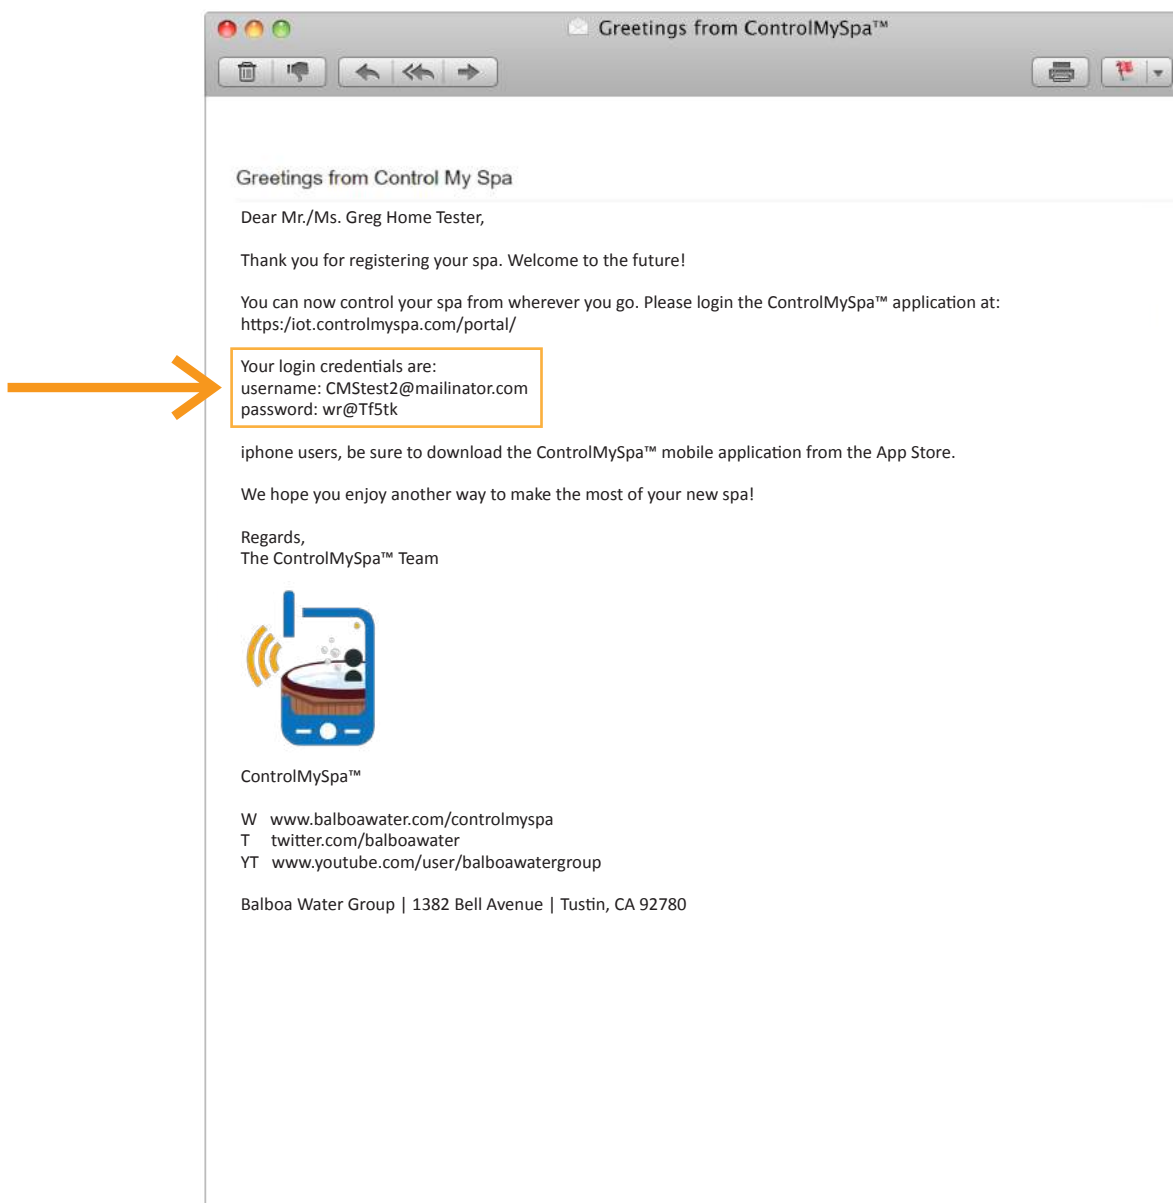 Greetings from ControlMySpa™
Greetings from Control My Spa
Dear Mr./Ms. Greg Home Tester,
Thank you for registering your spa. Welcome to the future!
You can now control your spa from wherever you go. Please login the ControlMySpa™ application at:
https:/iot.controlmyspa.com/portal/
Your login credentials are:
username: CMStest2@mailinator.com
password: wr@Tf5tk
iphone users, be sure to download the ControlMySpa™ mobile application from the App Store.
We hope you enjoy another way to make the most of your new spa!
Regards,
The ControlMySpa™ Team
ControlMySpa™
W www.balboawater.com/controlmyspa
T twitter.com/balboawater
YT www.youtube.com/user/balboawatergroup
Balboa Water Group | 1382 Bell Avenue | Tustin, CA 92780